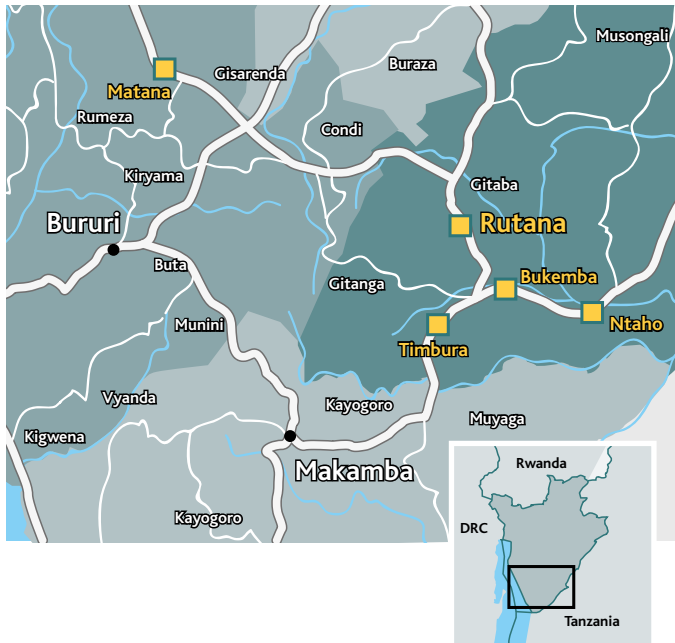 Musongali
Buraza
Gisarenda
Matana
Rumeza
Condi
Kiryama
Gitaba
Bururi
Rutana
Buta
Bukemba
Gitanga
Munini
Ntaho
Timbura
Vyanda
Kayogoro
Muyaga
Kigwena
Makamba
Rwanda
Kayogoro
DRC
Tanzania